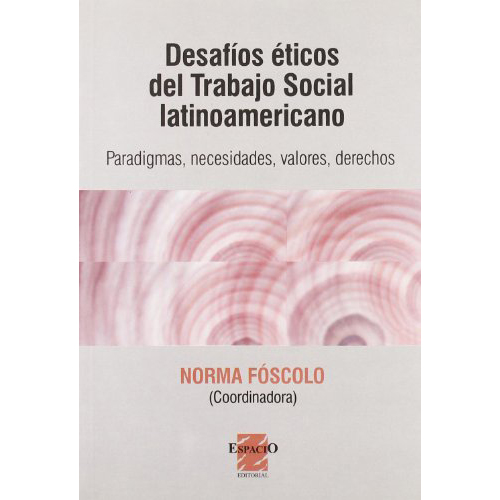 Desafíos éticos
del Trabajo Social
latinoamericano
Paradigmas, necesidades, valores, derechos
NORMA FÓSCOLO
(Coordinadora)
ESPACIO
EDITORIAL